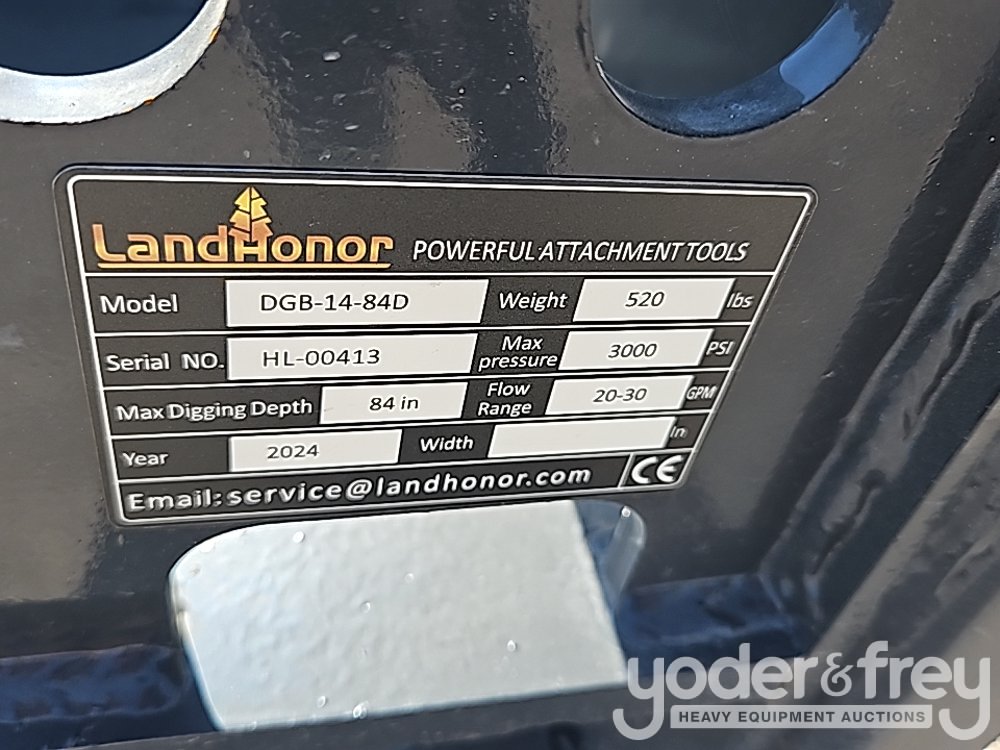 LandHonor POWERFUL ATTACHMENT TOOLS
Model DGB-14-84D Weight 520 lbs
Serial NO. HL-00413 Max pressure 3000 PSI
Max Digging Depth 84 in Flow Range 20-30 GPM
Year 2024 Width In
Email: service@landhonor.com CE
yoder&frey
HEAVY EQUIPMENT AUCTIONS